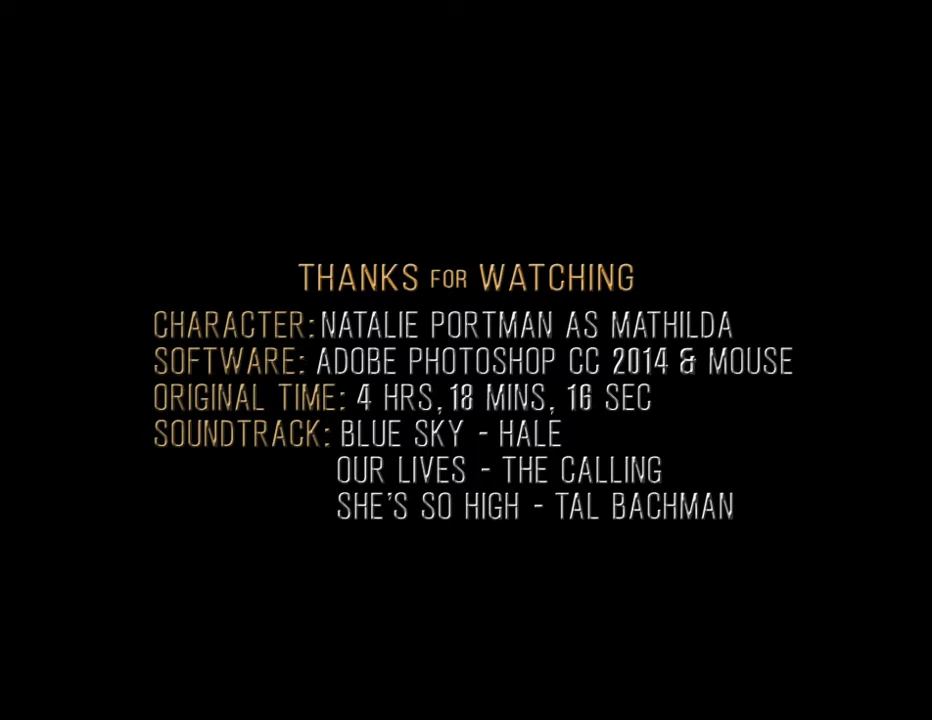 THANKS FOR WATCHING
CHARACTER: NATALIE PORTMAN AS MATHILDA
SOFTWARE: ADOBE PHOTOSHOP CC 2014 & MOUSE
ORIGINAL TIME: 4 HRS, 18 MINS, 16 SEC
SOUNDTRACK: BLUE SKY - HALE
OUR LIVES - THE CALLING
SHE'S SO HIGH - TAL BACHMAN